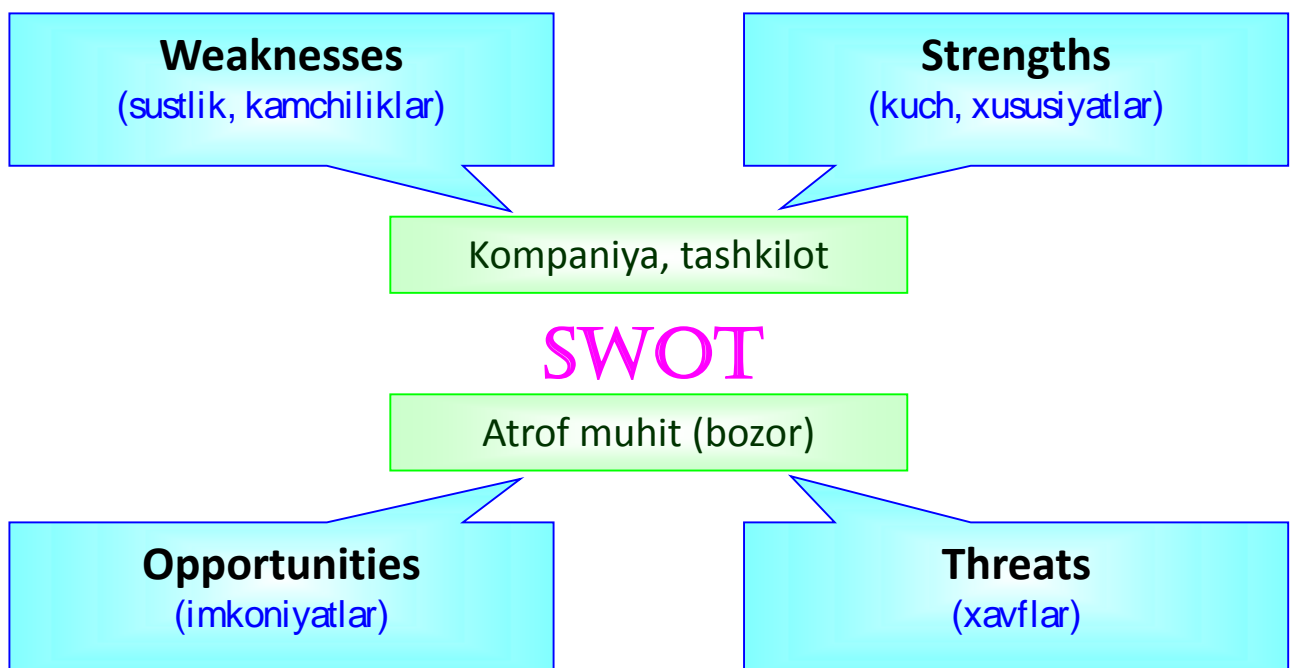 Weaknesses
(sustlik, kamchiliklar)
Strengths
(kuch, xususiyatlar)
Kompaniya, tashkilot
SWOT
Atrof muhit (bozor)
Opportunities
(imkoniyatlar)
Threats
(xavflar)